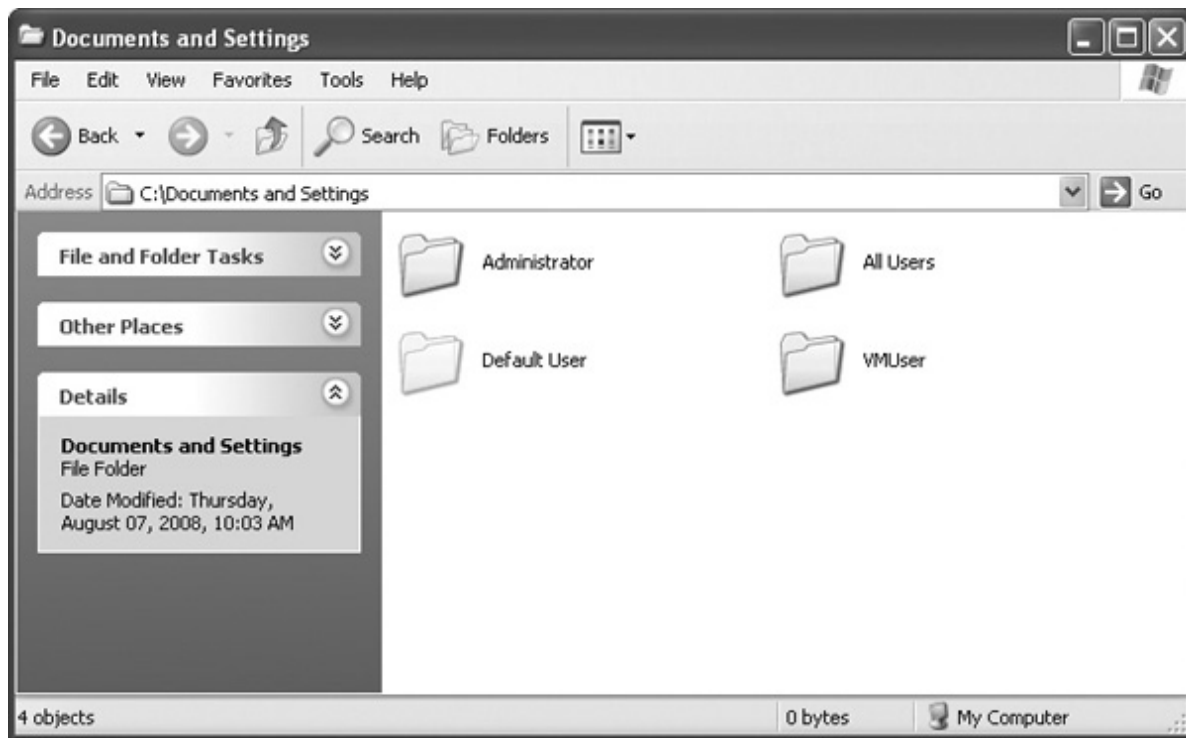 Documents and Settings
File Edit View Favorites Tools Help
Back Search Folders
Address C:\Documents and Settings Go
File and Folder Tasks
Other Places
Details
Documents and Settings
File Folder
Date Modified: Thursday,
August 07, 2008, 10:03 AM
Administrator All Users
Default User VMUser
4 objects 0 bytes My Computer